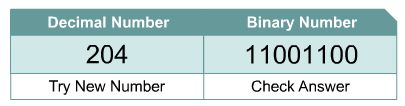 Decimal Number Binary Number
204 11001100
Try New Number Check Answer